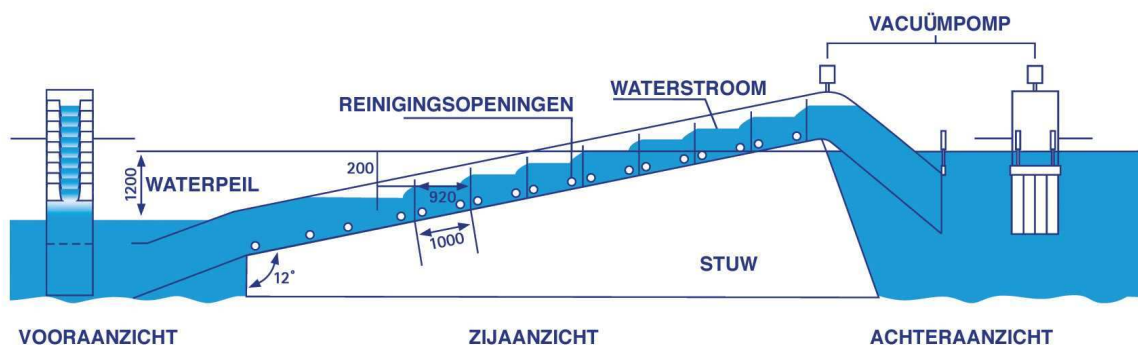 VACUÜMPOMP
WATERSTROOM
REINIGINGSOPENINGEN
1200
WATERPEIL
200
920
1000
12°
STUW
VOORAANZICHT
ZIJAANZICHT
ACHTERAANZICHT